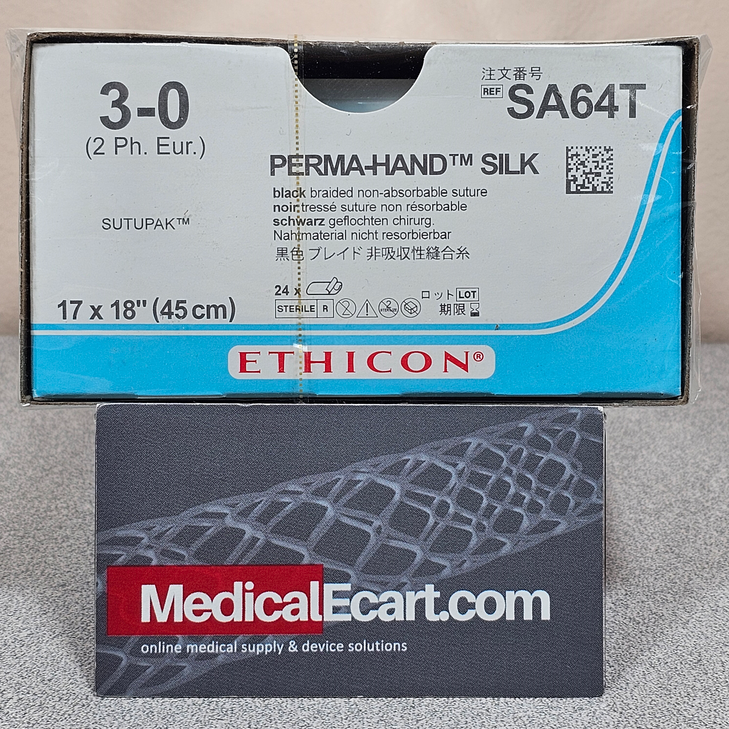 3-0
(2 Ph. Eur.)
SUTUPAK™
17 x 18" (45 cm)
注文番号
REF SA64T
PERMA-HAND™ SILK
black braided non-absorbable suture
noir tressé suture non résorbable
schwarz geflochten chirurg.
Nahtmaterial nicht resorbierbar
黒色 ブレイド 非吸収性縫合糸
24 x
STERILE R
ロット LOT
期限
ETHICON®
MedicalEcart.com
online medical supply & device solutions